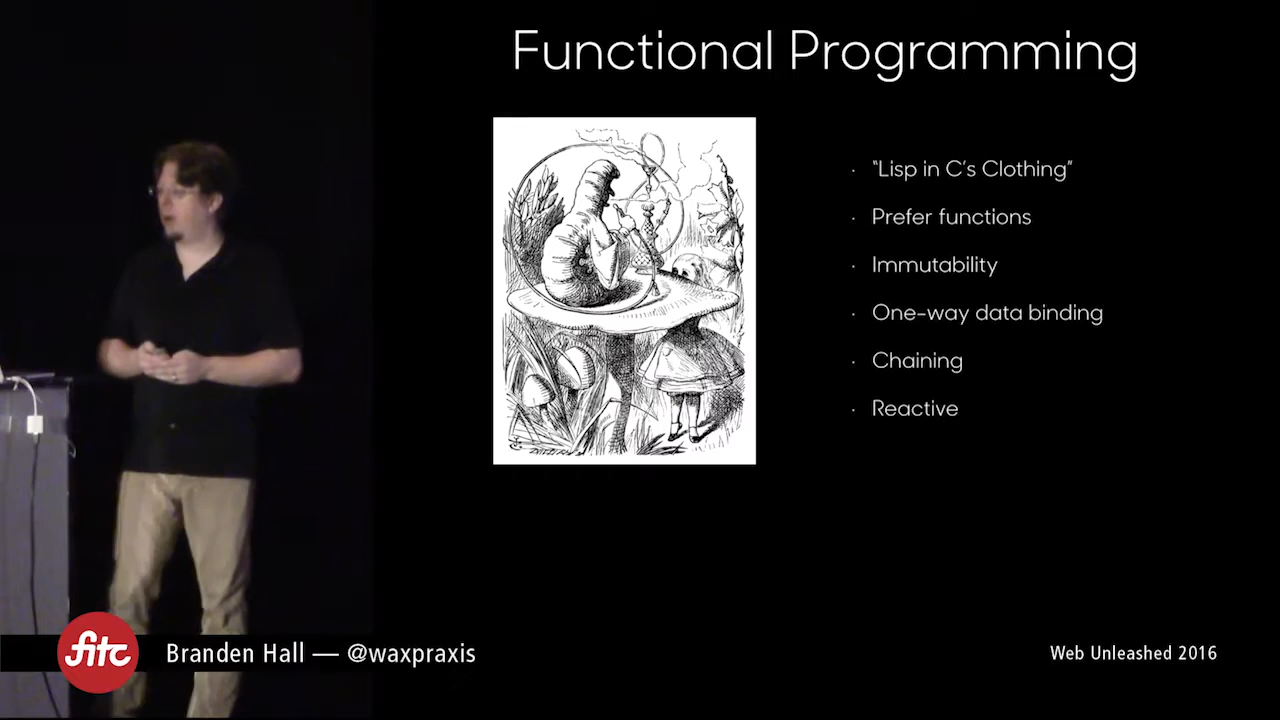 Functional Programming
“Lisp in C’s Clothing”
Prefer functions
Immutability
One-way data binding
Chaining
Reactive
fitc
Branden Hall — @waxpraxis
Web Unleashed 2016